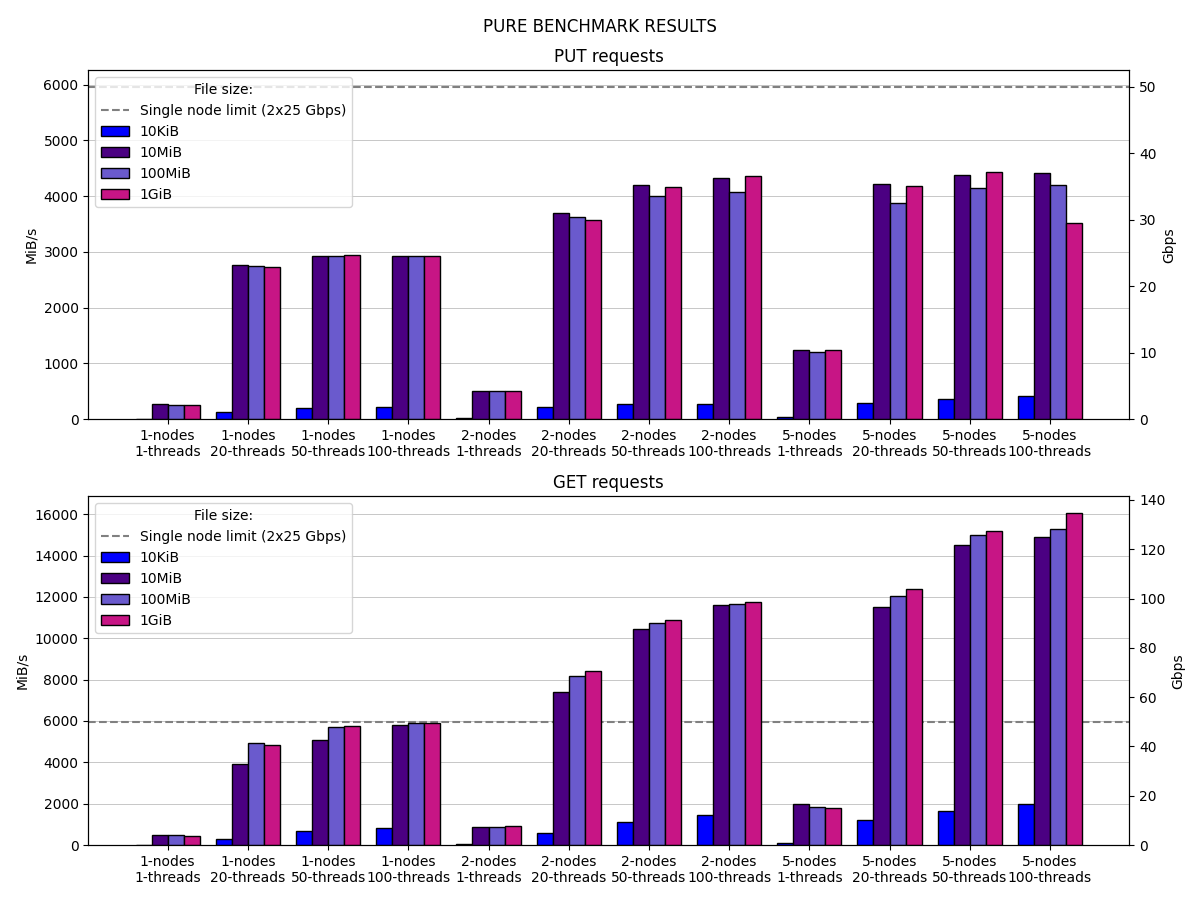 PURE BENCHMARK RESULTS
PUT requests
File size:
Single node limit (2x25 Gbps)
10KiB
10MiB
100MiB
1GiB
6000
5000
4000
3000
2000
1000
0
MiB/s
50
40
30
20
10
0
Gbps
1-nodes 1-nodes 1-nodes 1-nodes 2-nodes 2-nodes 2-nodes 2-nodes 5-nodes 5-nodes 5-nodes 5-nodes
1-threads 20-threads 50-threads 100-threads 1-threads 20-threads 50-threads 100-threads 1-threads 20-threads 50-threads 100-threads
GET requests
File size:
Single node limit (2x25 Gbps)
10KiB
10MiB
100MiB
1GiB
16000
14000
12000
10000
8000
6000
4000
2000
0
MiB/s
140
120
100
80
60
40
20
0
Gbps
1-nodes 1-nodes 1-nodes 1-nodes 2-nodes 2-nodes 2-nodes 2-nodes 5-nodes 5-nodes 5-nodes 5-nodes
1-threads 20-threads 50-threads 100-threads 1-threads 20-threads 50-threads 100-threads 1-threads 20-threads 50-threads 100-threads